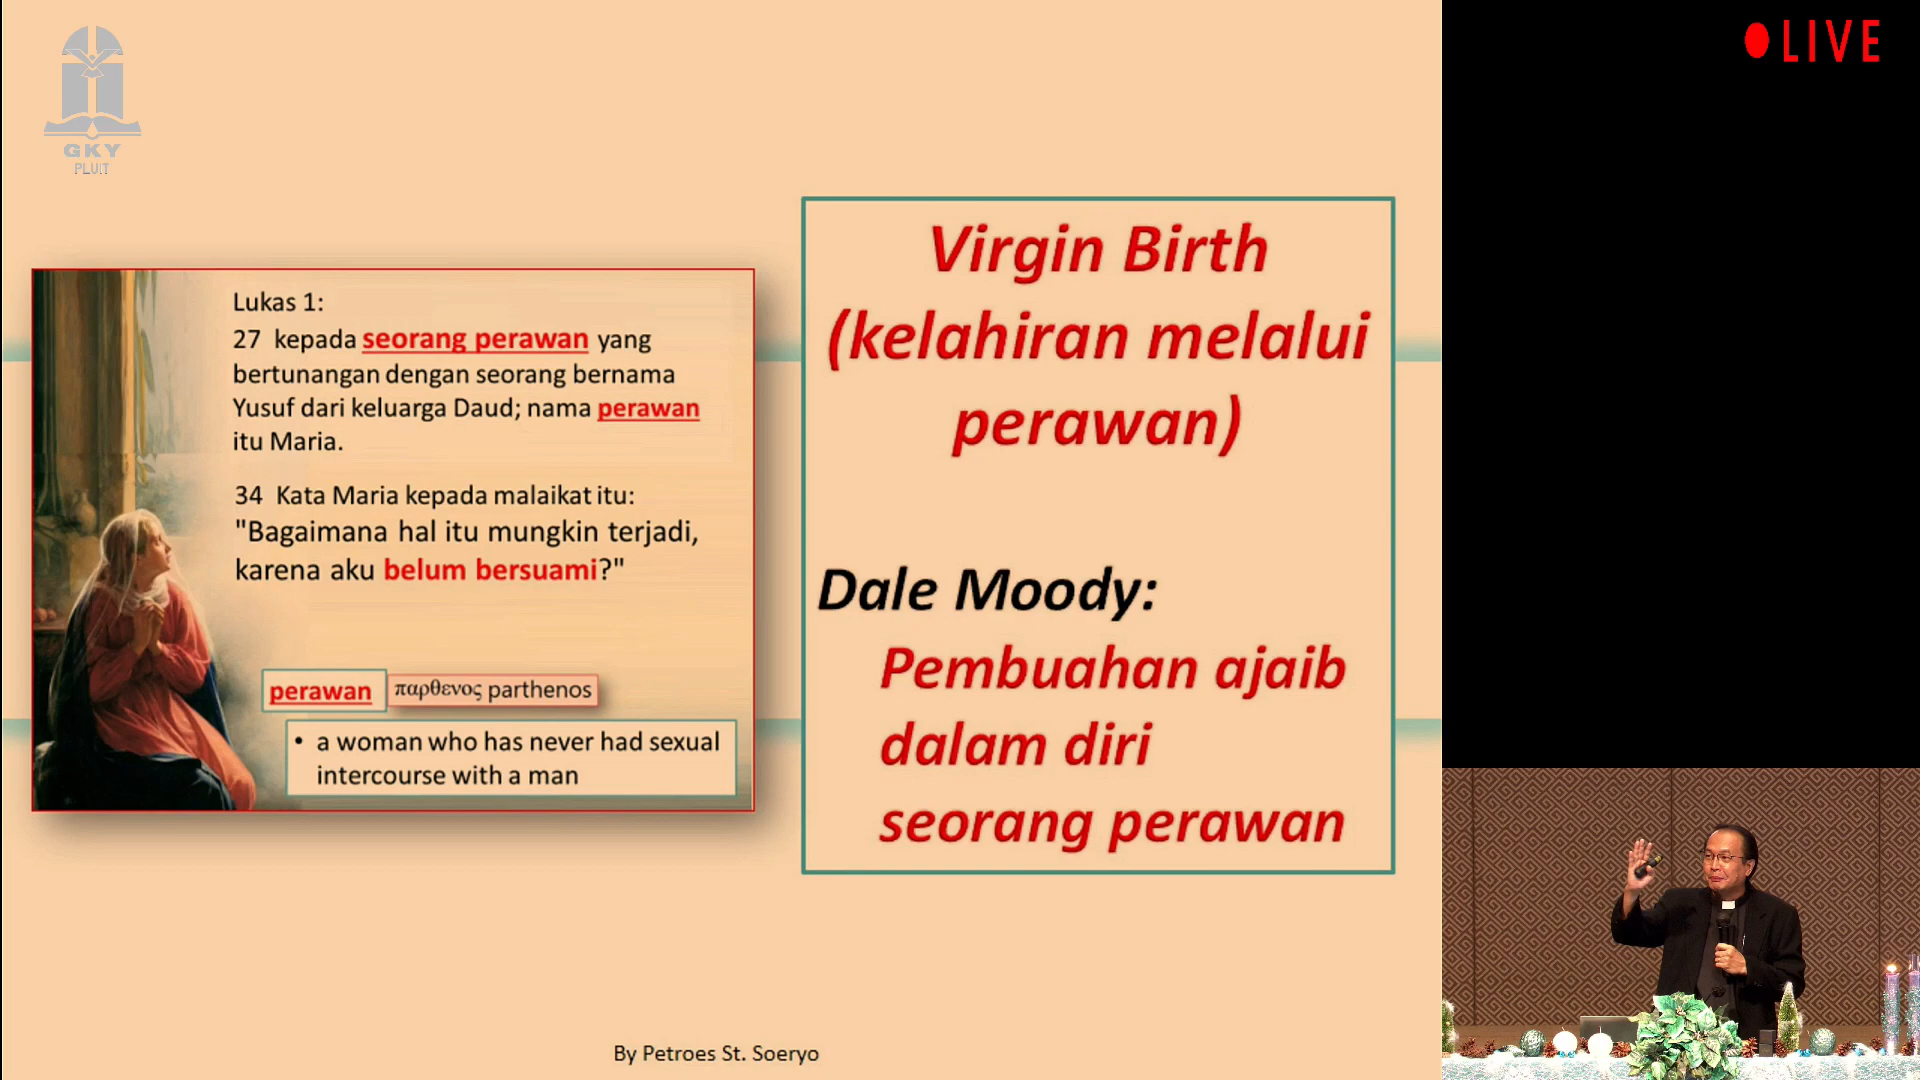 GKY
PLUIT
LIVE
Lukas 1:
27 kepada seorang perawan yang
bertunangan dengan seorang bernama
Yusuf dari keluarga Daud; nama perawan
itu Maria.
34 Kata Maria kepada malaikat itu:
"Bagaimana hal itu mungkin terjadi,
karena aku belum bersuami?"
perawan παρθενος parthenos
• a woman who has never had sexual
intercourse with a man
Virgin Birth
(kelahiran melalui
perawan)
Dale Moody:
Pembuahan ajaib
dalam diri
seorang perawan
By Petroes St. Soeryo